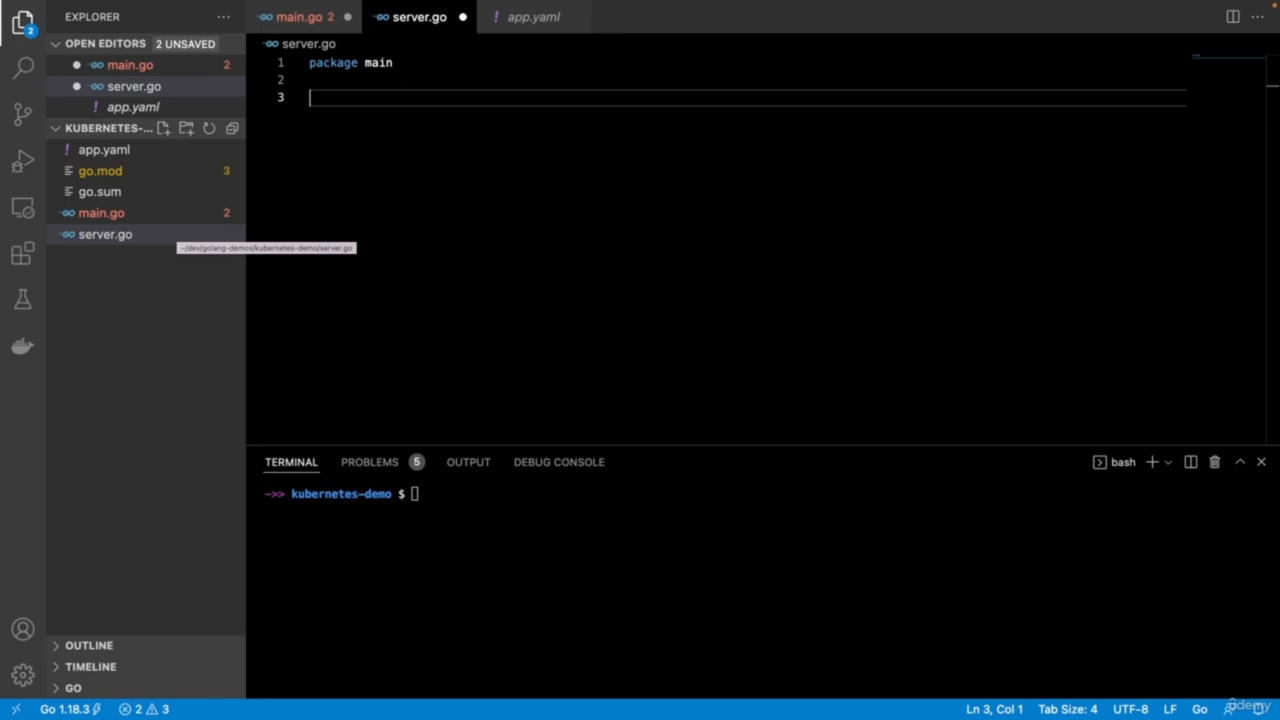 EXPLORER
main.go 2
server.go
! app.yaml
OPEN EDITORS 2 UNSAVED
main.go 2
server.go
! app.yaml
KUBERNETES-...
! app.yaml
go.mod 3
go.sum
main.go 2
server.go
~/dev/golang-demos/kubernetes-demo/server.go
server.go
1 package main
2
3
TERMINAL PROBLEMS 5 OUTPUT DEBUG CONSOLE
bash
->> kubernetes-demo $
OUTLINE
TIMELINE
GO
2
Go 1.18.3 2 3
Ln 3, Col 1 Tab Size: 4 UTF-8 LF Go
udemy